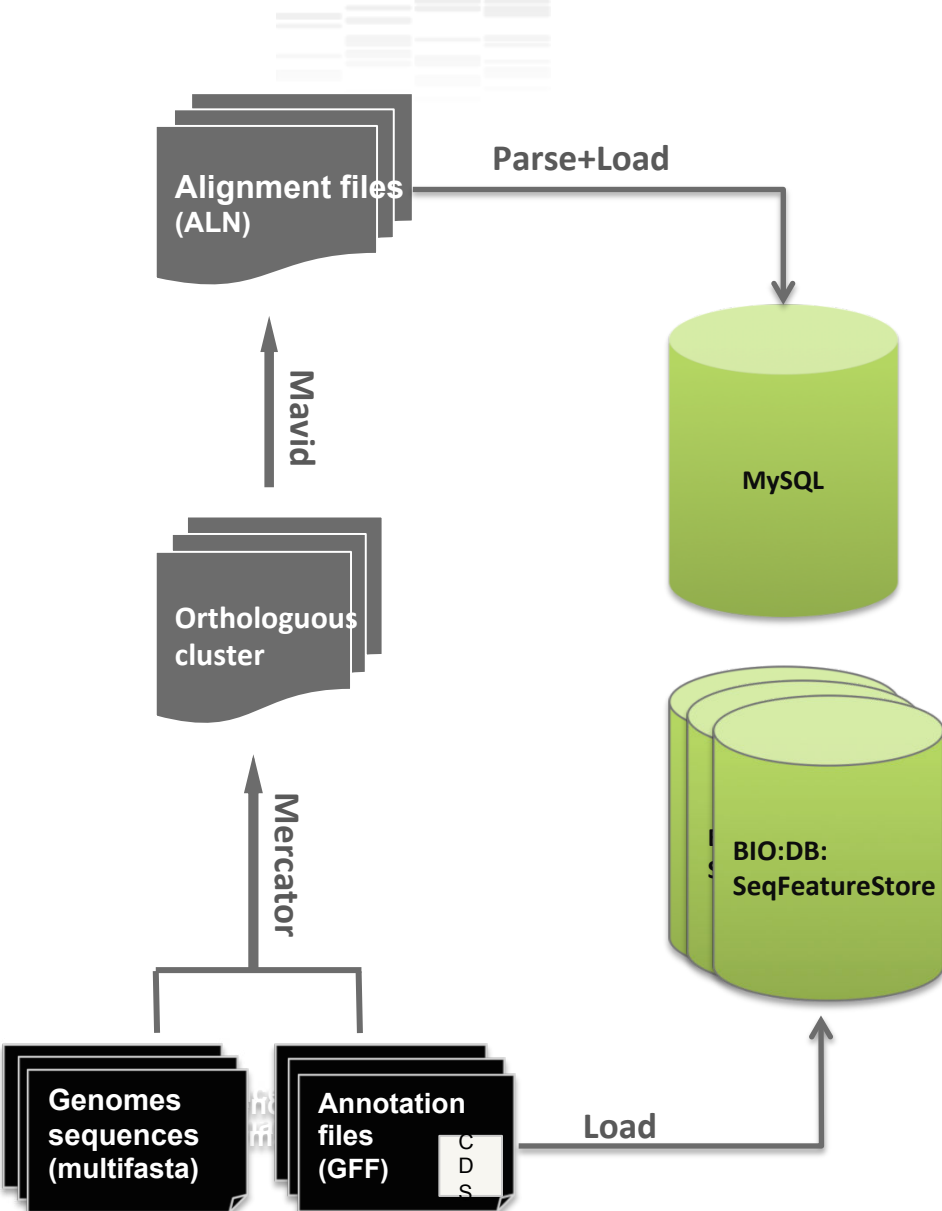 Parse+Load
Alignment files
(ALN)
Mavid
MySQL
Orthologuous
cluster
Mercator
BIO:DB:
SeqFeatureStore
Genomes
sequences
(multifasta)
Annotation
files
(GFF)
C
D
S
Load